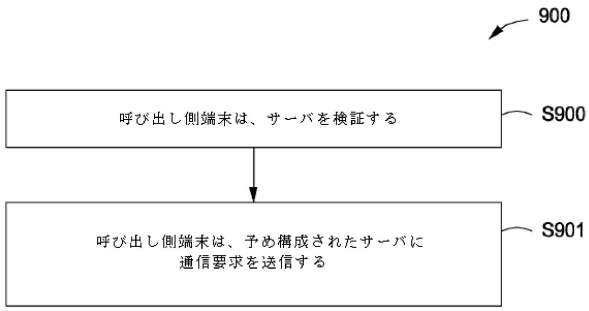 900
呼び出し側端末は、サーバを検証する
S900
呼び出し側端末は、予め構成されたサーバに
通信要求を送信する
S901